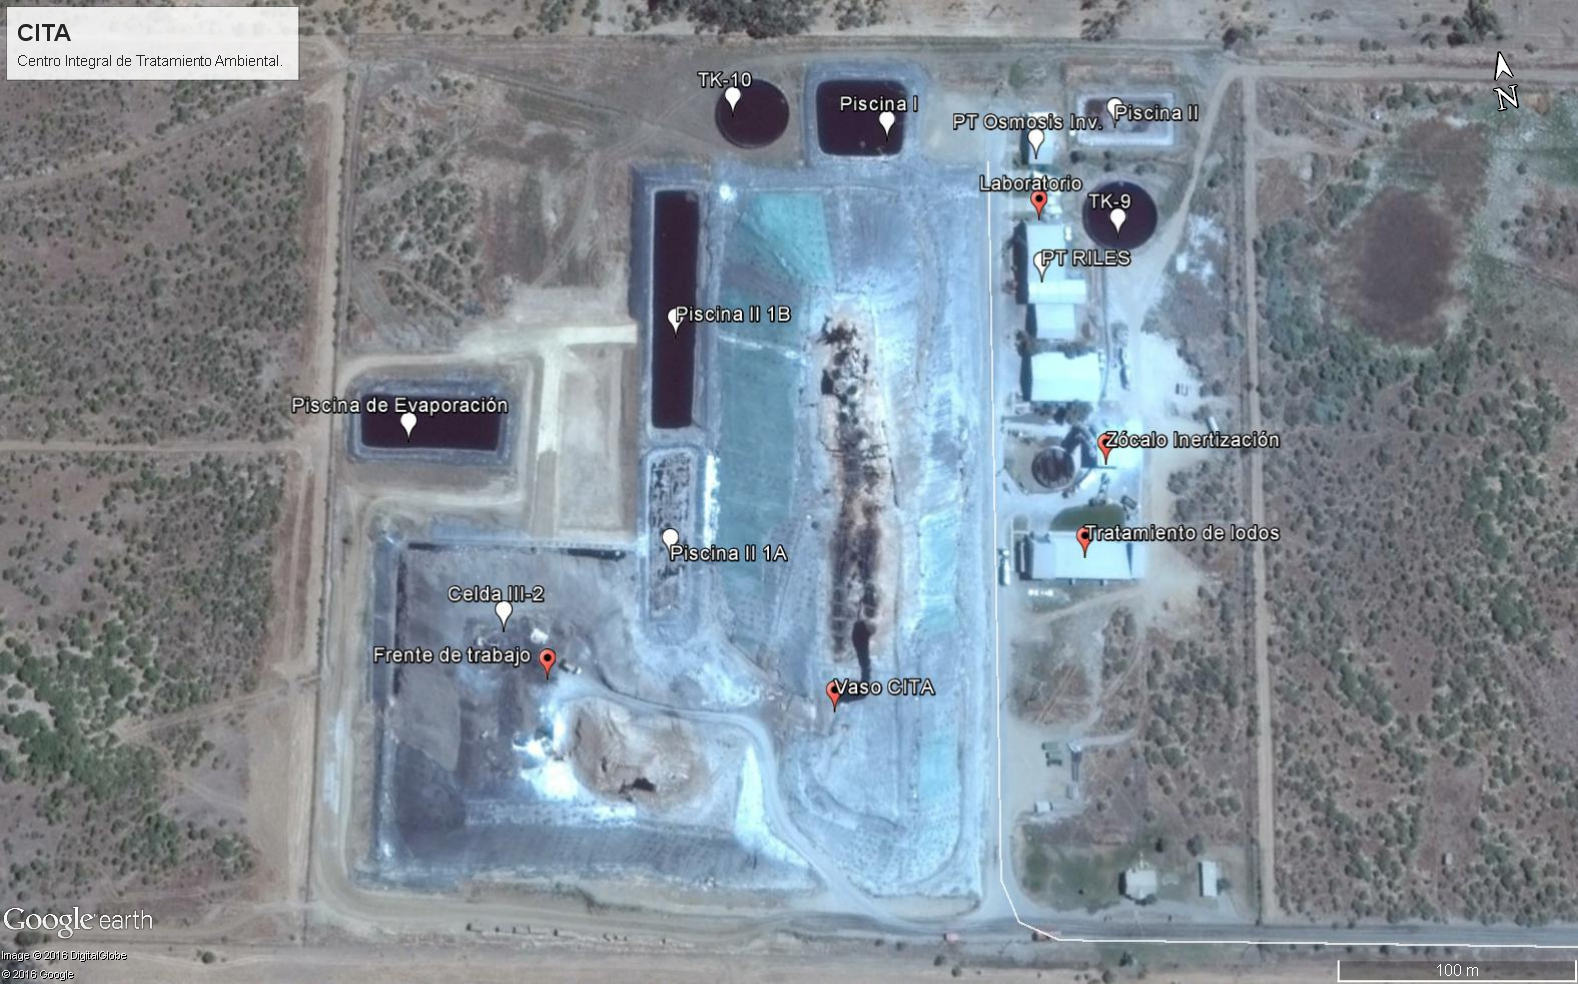 CITA
Centro Integral de Tratamiento Ambiental.
N
TK-10
Piscina I
PT Osmosis Inv.
Piscina II
Laboratorio
TK-9
PT RILES
Piscina II 1B
Piscina de Evaporación
Zócalo Inertización
Tratamiento de lodos
Piscina II 1A
Celda III-2
Frente de trabajo
Vaso CITA
Google earth
Image © 2016 DigitalGlobe
© 2016 Google
100 m